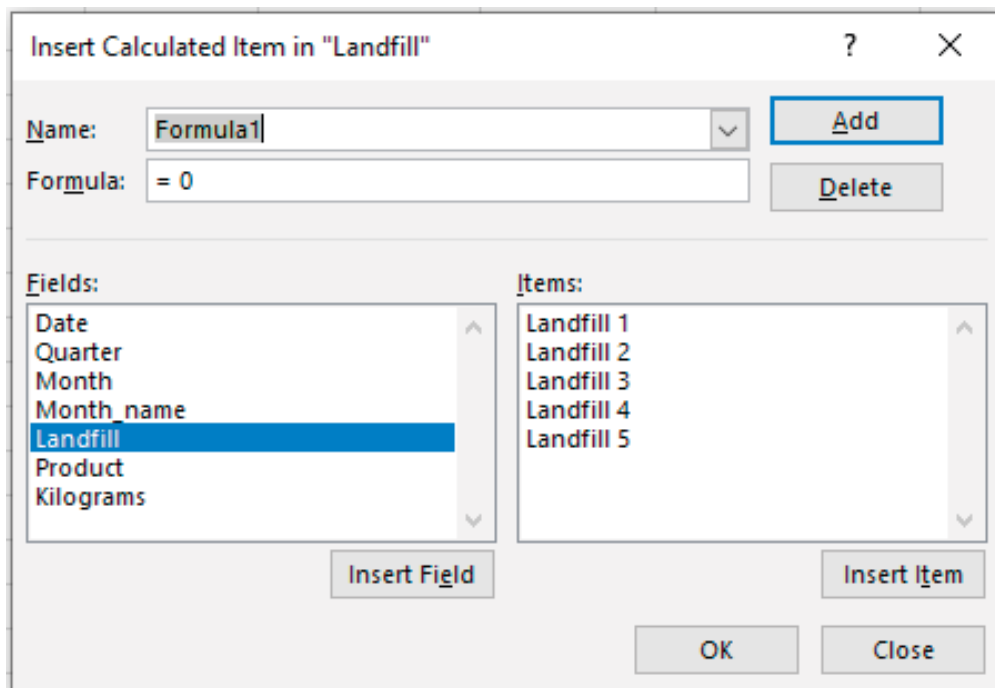 Insert Calculated Item in "Landfill" ? ×
Name: Formula1 Add
Formula: = 0 Delete
Fields: Items:
Date Landfill 1
Quarter Landfill 2
Month Landfill 3
Month_name Landfill 4
Landfill Landfill 5
Product
Kilograms
Insert Field Insert Item
OK Close